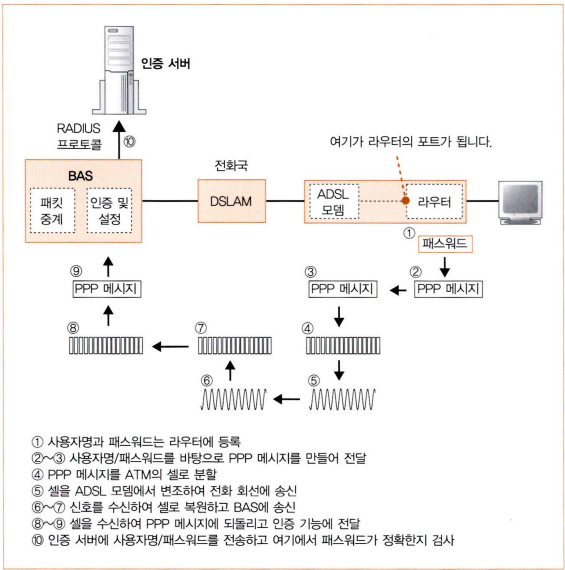 인증 서버
RADIUS
프로토콜
⑩
여기가 라우터의 포트가 됩니다.
전화국
BAS
패킷
중계
인증 및
설정
DSLAM
ADSL
모뎀
라우터
①
패스워드
⑨
PPP 메시지
③
PPP 메시지
②
PPP 메시지
⑧
⑦
④
⑥
⑤
① 사용자명과 패스워드는 라우터에 등록
②~③ 사용자명/패스워드를 바탕으로 PPP 메시지를 만들어 전달
④ PPP 메시지를 ATM의 셀로 분할
⑤ 셀을 ADSL 모뎀에서 변조하여 전화 회선에 송신
⑥~⑦ 신호를 수신하여 셀로 복원하고 BAS에 송신
⑧~⑨ 셀을 수신하여 PPP 메시지에 되돌리고 인증 기능에 전달
⑩ 인증 서버에 사용자명/패스워드를 전송하고 여기에서 패스워드가 정확한지 검사